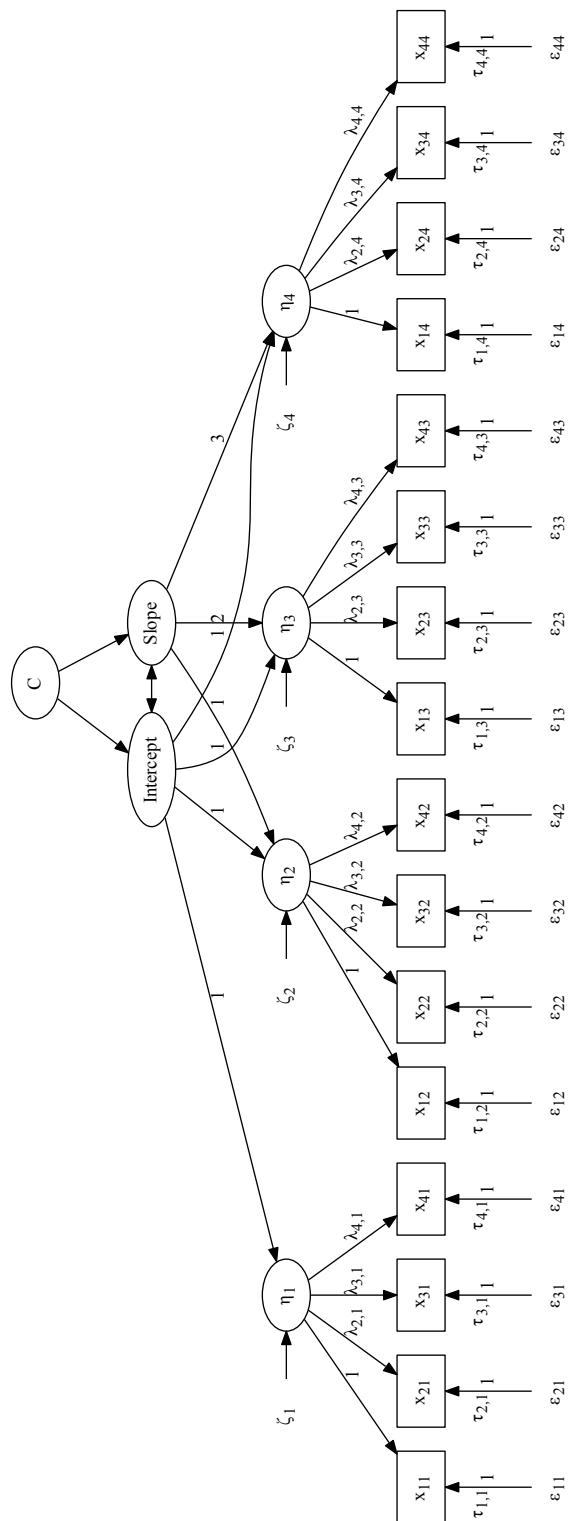 C
Intercept Slope
1 1 1 1 1 2 3
ζ₁ η₁ ζ₂ η₂ ζ₃ η₃ ζ₄ η₄
1 λ₂,₁ λ₃,₁ λ₄,₁ 1 λ₂,₂ λ₃,₂ λ₄,₂ 1 λ₂,₃ λ₃,₃ λ₄,₃ 1 λ₂,₄ λ₃,₄ λ₄,₄
x₁₁ x₂₁ x₃₁ x₄₁ x₁₂ x₂₂ x₃₂ x₄₂ x₁₃ x₂₃ x₃₃ x₄₃ x₁₄ x₂₄ x₃₄ x₄₄
τ₁,₁ 1 τ₂,₁ 1 τ₃,₁ 1 τ₄,₁ 1 τ₁,₂ 1 τ₂,₂ 1 τ₃,₂ 1 τ₄,₂ 1 τ₁,₃ 1 τ₂,₃ 1 τ₃,₃ 1 τ₄,₃ 1 τ₁,₄ 1 τ₂,₄ 1 τ₃,₄ 1 τ₄,₄ 1
ε₁₁ ε₂₁ ε₃₁ ε₄₁ ε₁₂ ε₂₂ ε₃₂ ε₄₂ ε₁₃ ε₂₃ ε₃₃ ε₄₃ ε₁₄ ε₂₄ ε₃₄ ε₄₄